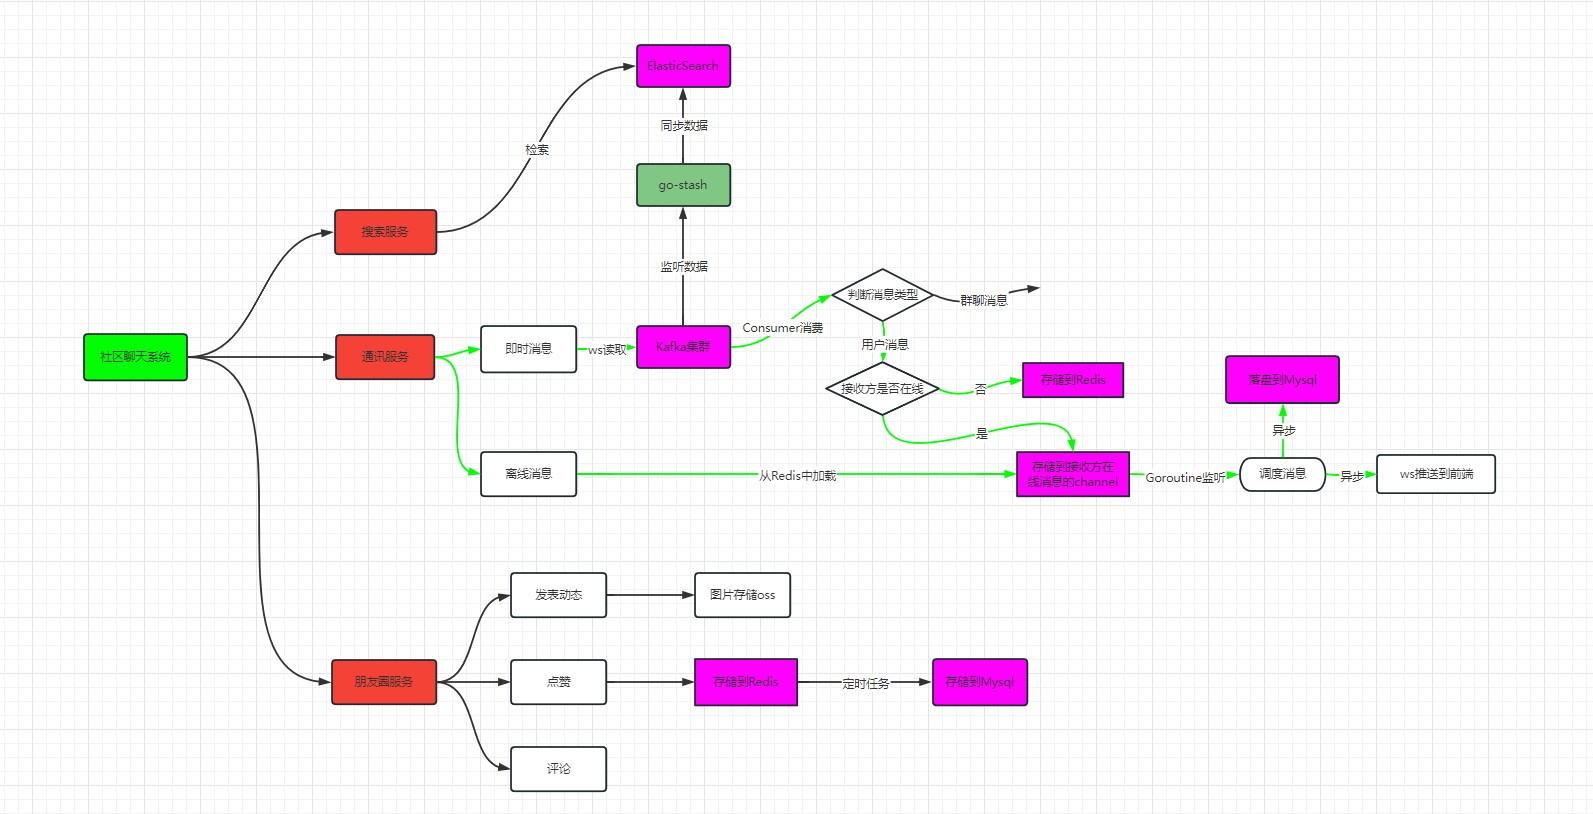 ElasticSearch
同步数据
检索
go-stash
搜索服务
监听数据
判断消息类型
群聊消息
Consumer消费
社区聊天系统
通讯服务
即时消息
ws读取
Kafka集群
用户消息
接收方是否在线
否
存储到Redis
落盘到Mysql
是
异步
离线消息
从Redis中加载
存储到接收方在
线消息的channel
Goroutine监听
调度消息
异步
ws推送到前端
发表动态
图片存储oss
朋友圈服务
点赞
存储到Redis
定时任务
存储到Mysql
评论